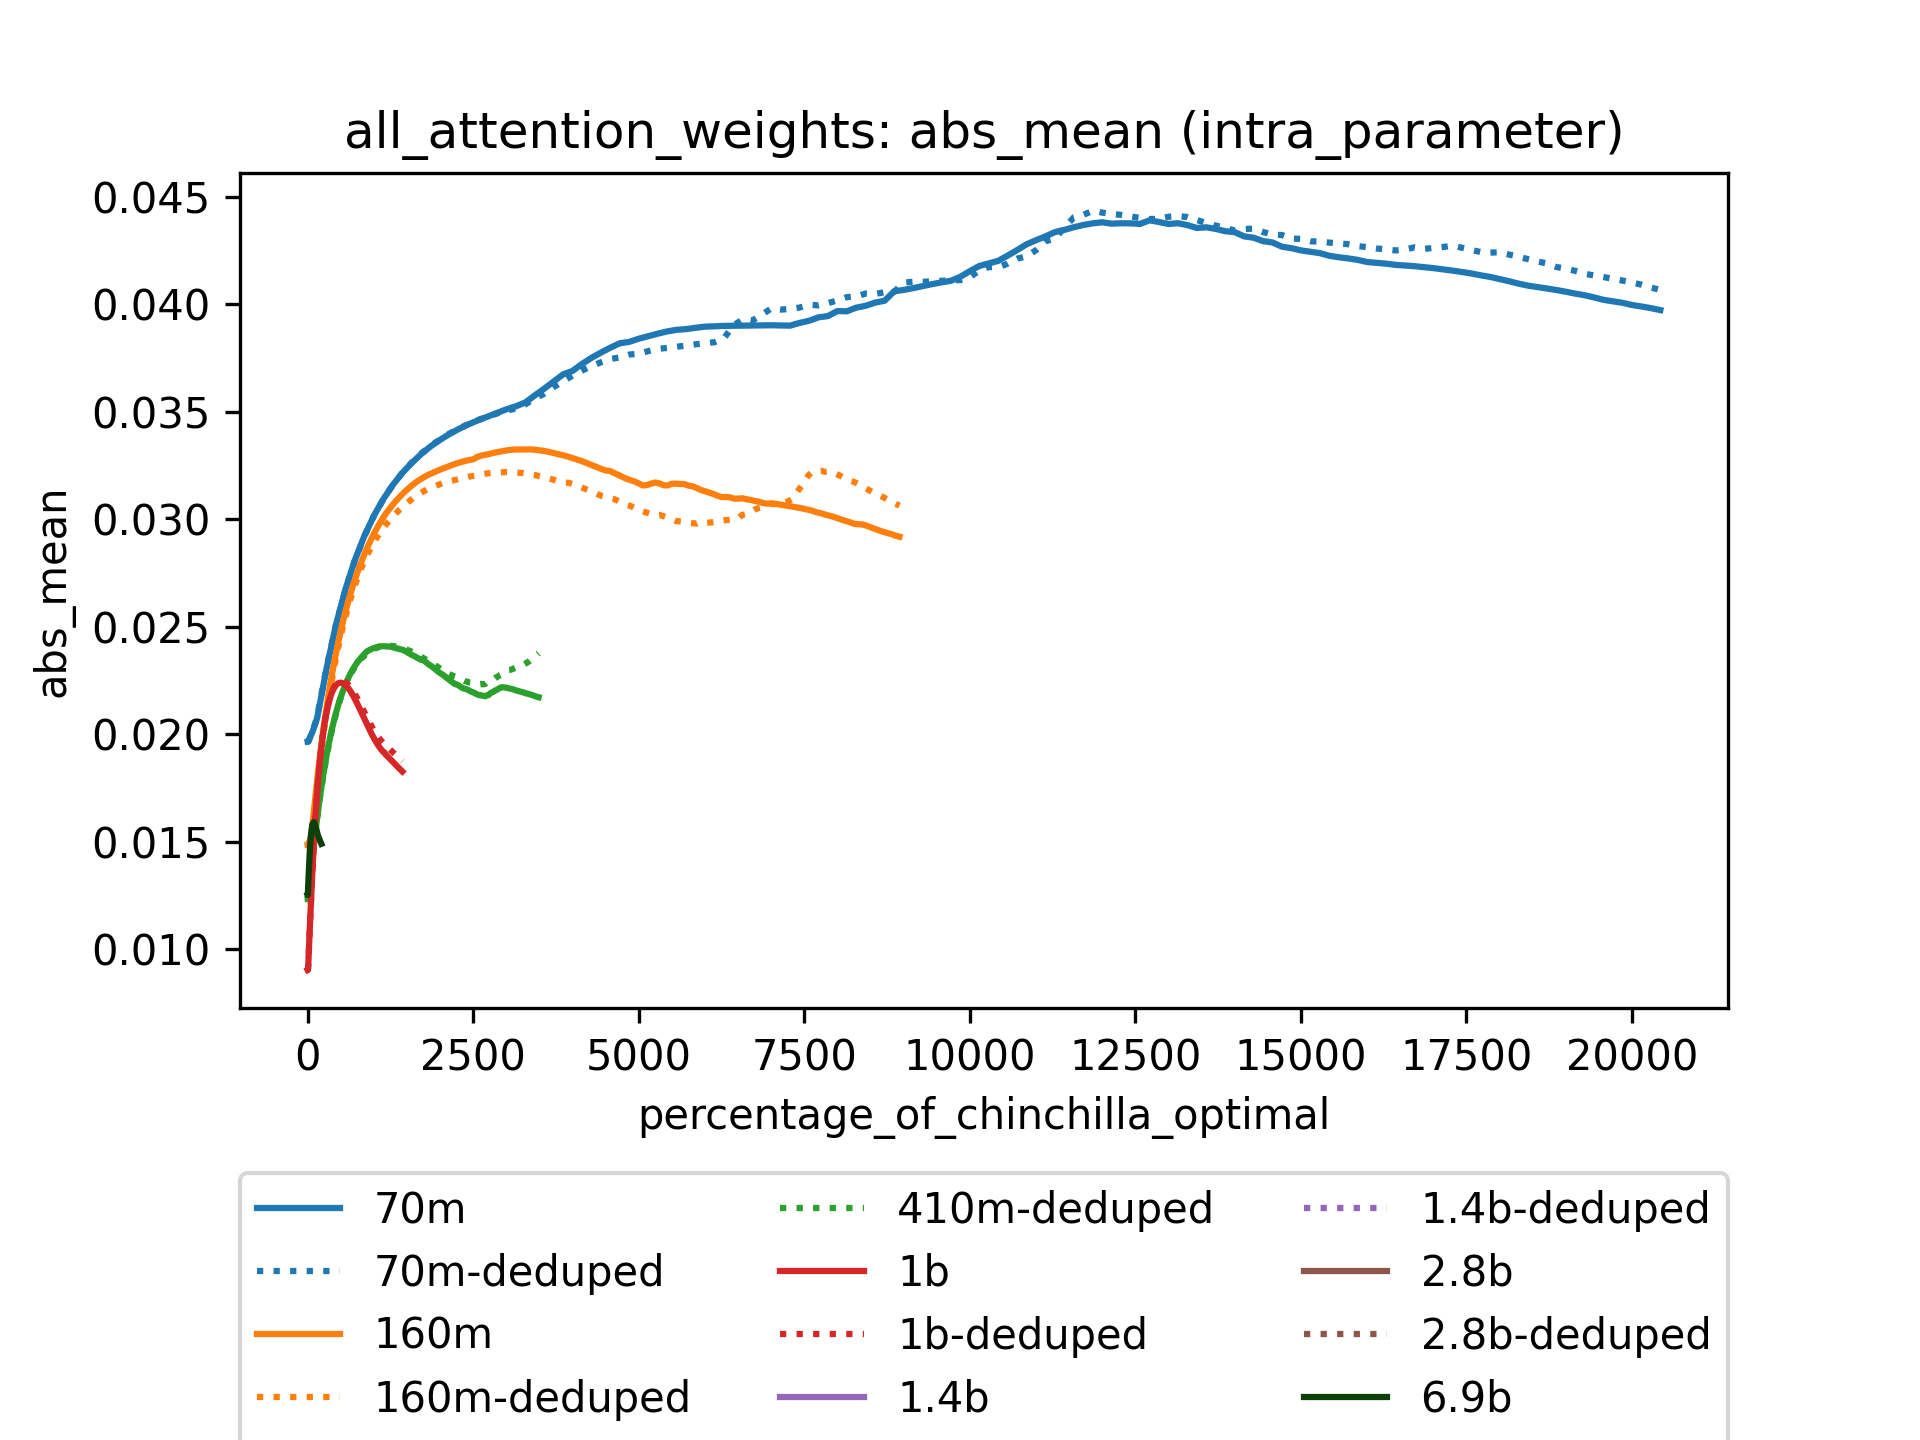 all_attention_weights: abs_mean (intra_parameter)
0.045
0.040
0.035
0.030
0.025
0.020
0.015
0.010
abs_mean
0 2500 5000 7500 10000 12500 15000 17500 20000
percentage_of_chinchilla_optimal
70m
70m-deduped
160m
160m-deduped
410m-deduped
1b
1b-deduped
1.4b
1.4b-deduped
2.8b
2.8b-deduped
6.9b